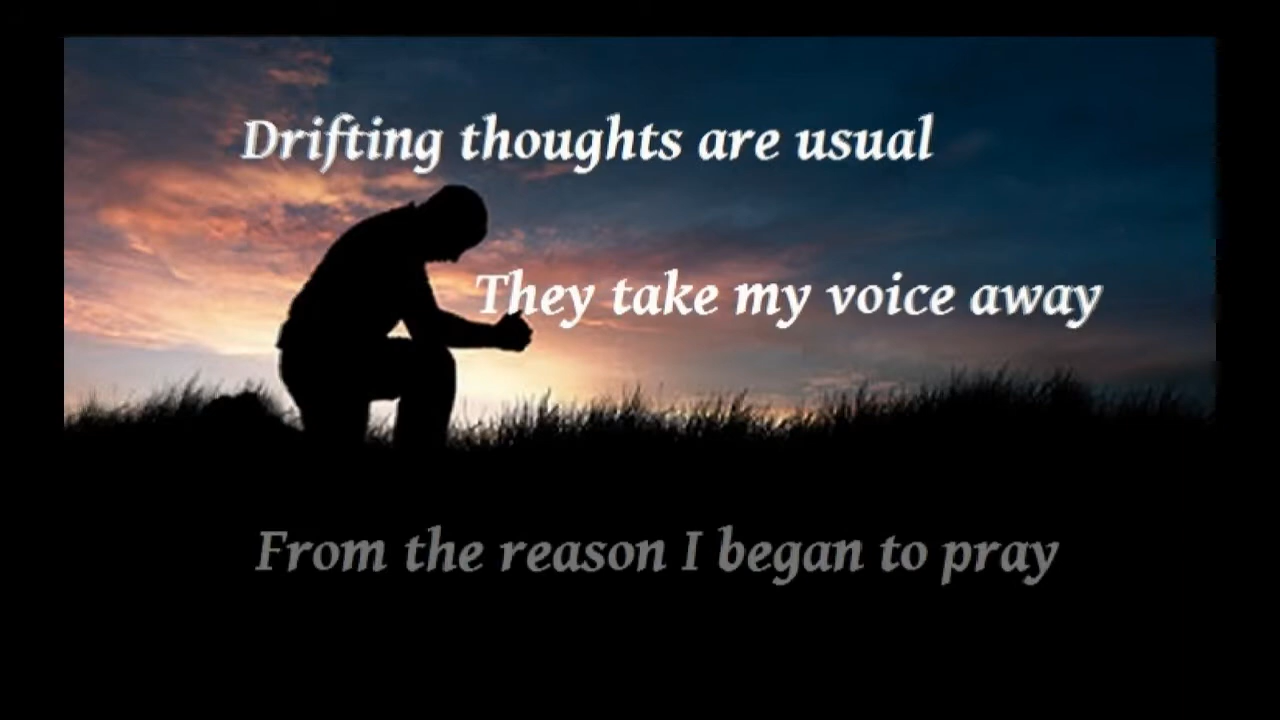 Drifting thoughts are usual
They take my voice away
From the reason I began to pray